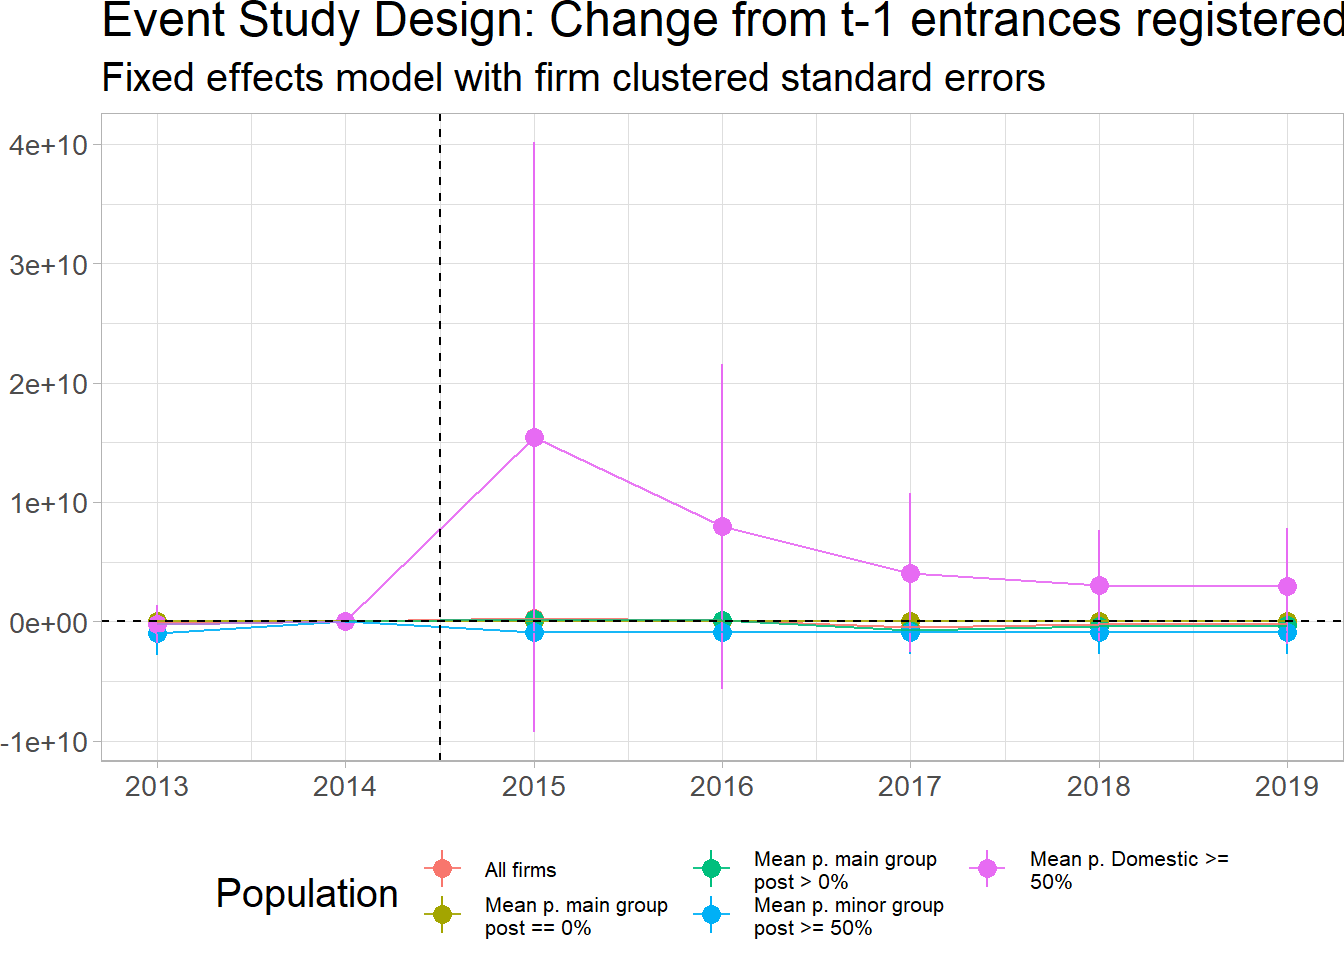 Event Study Design: Change from t-1 entrances registered
Fixed effects model with firm clustered standard errors
4e+10
3e+10
2e+10
1e+10
0e+00
-1e+10
2013 2014 2015 2016 2017 2018 2019
Population
All firms
Mean p. main group
post == 0%
Mean p. main group
post > 0%
Mean p. minor group
post >= 50%
Mean p. Domestic >=
50%